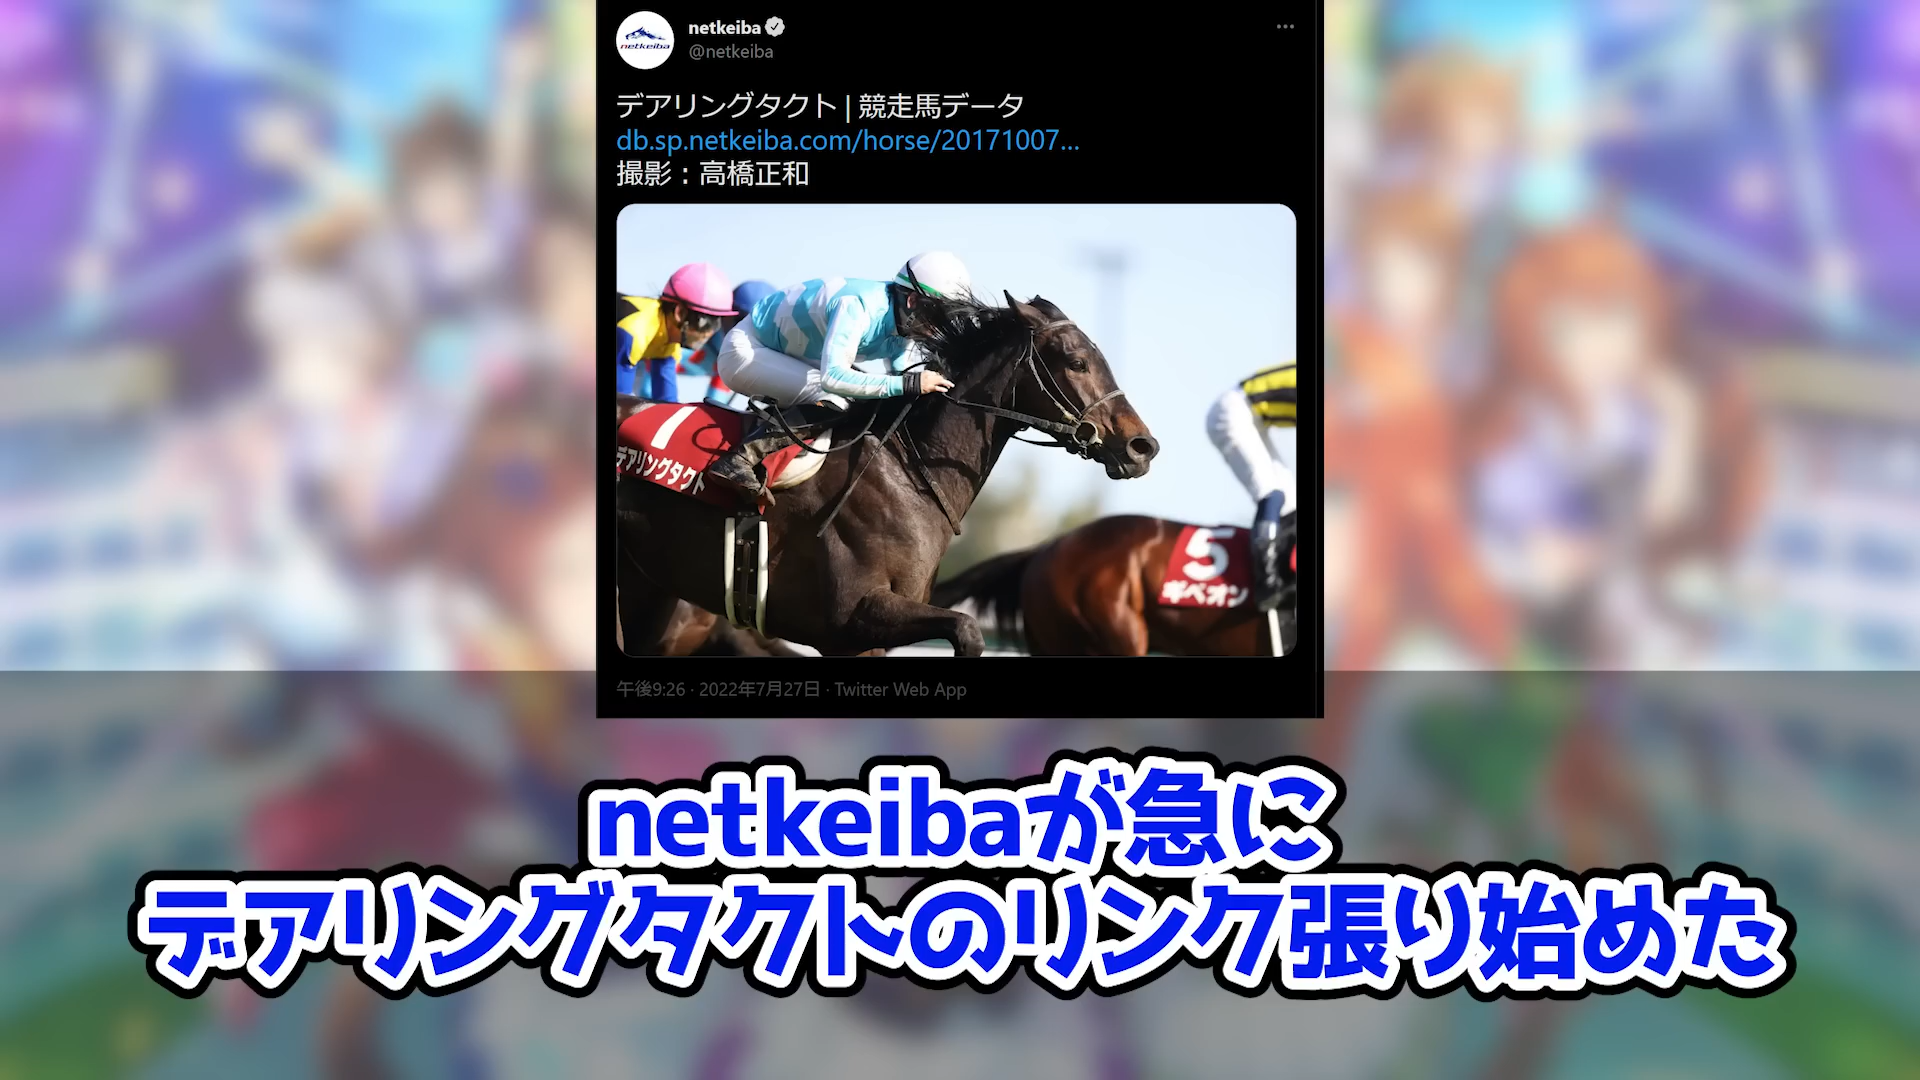 netkeiba
@netkeiba
netkeiba
デアリングタクト | 競走馬データ
db.sp.netkeiba.com/horse/20171007...
撮影：高橋正和
1
デアリングタクト
5
ギベオン
午後9:26 · 2022年7月27日 · Twitter Web App
netkeibaが急に
デアリングタクトのリンク張り始めた